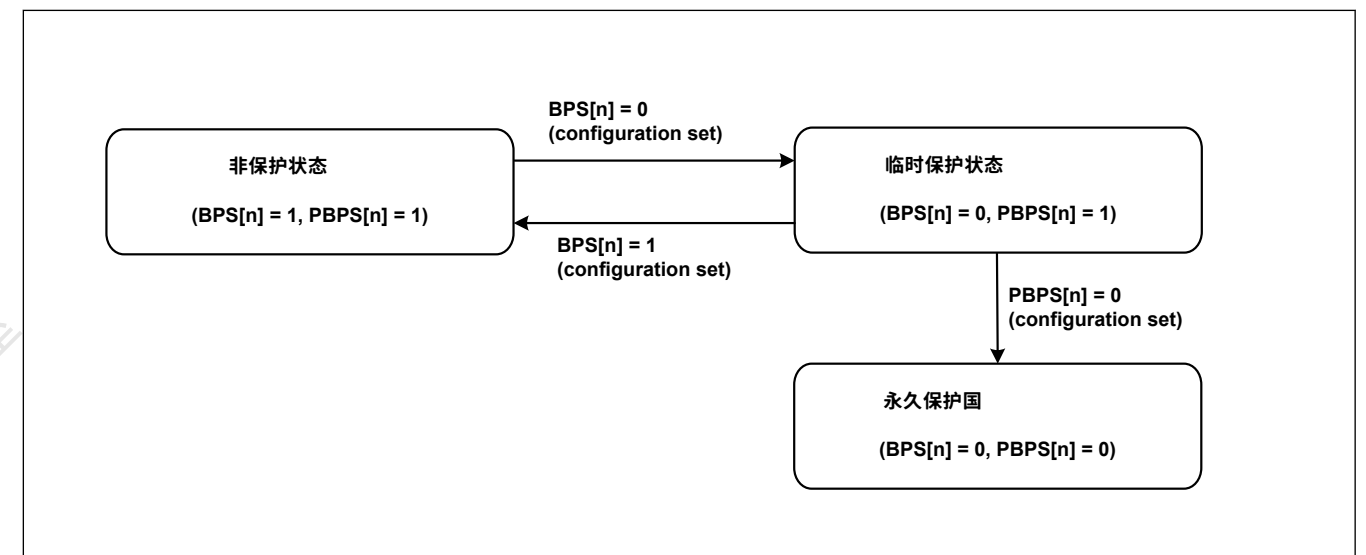 BPS[n] = 0
(configuration set)
非保护状态
(BPS[n] = 1, PBPS[n] = 1)
临时保护状态
(BPS[n] = 0, PBPS[n] = 1)
BPS[n] = 1
(configuration set)
PBPS[n] = 0
(configuration set)
永久保护国
(BPS[n] = 0, PBPS[n] = 0)